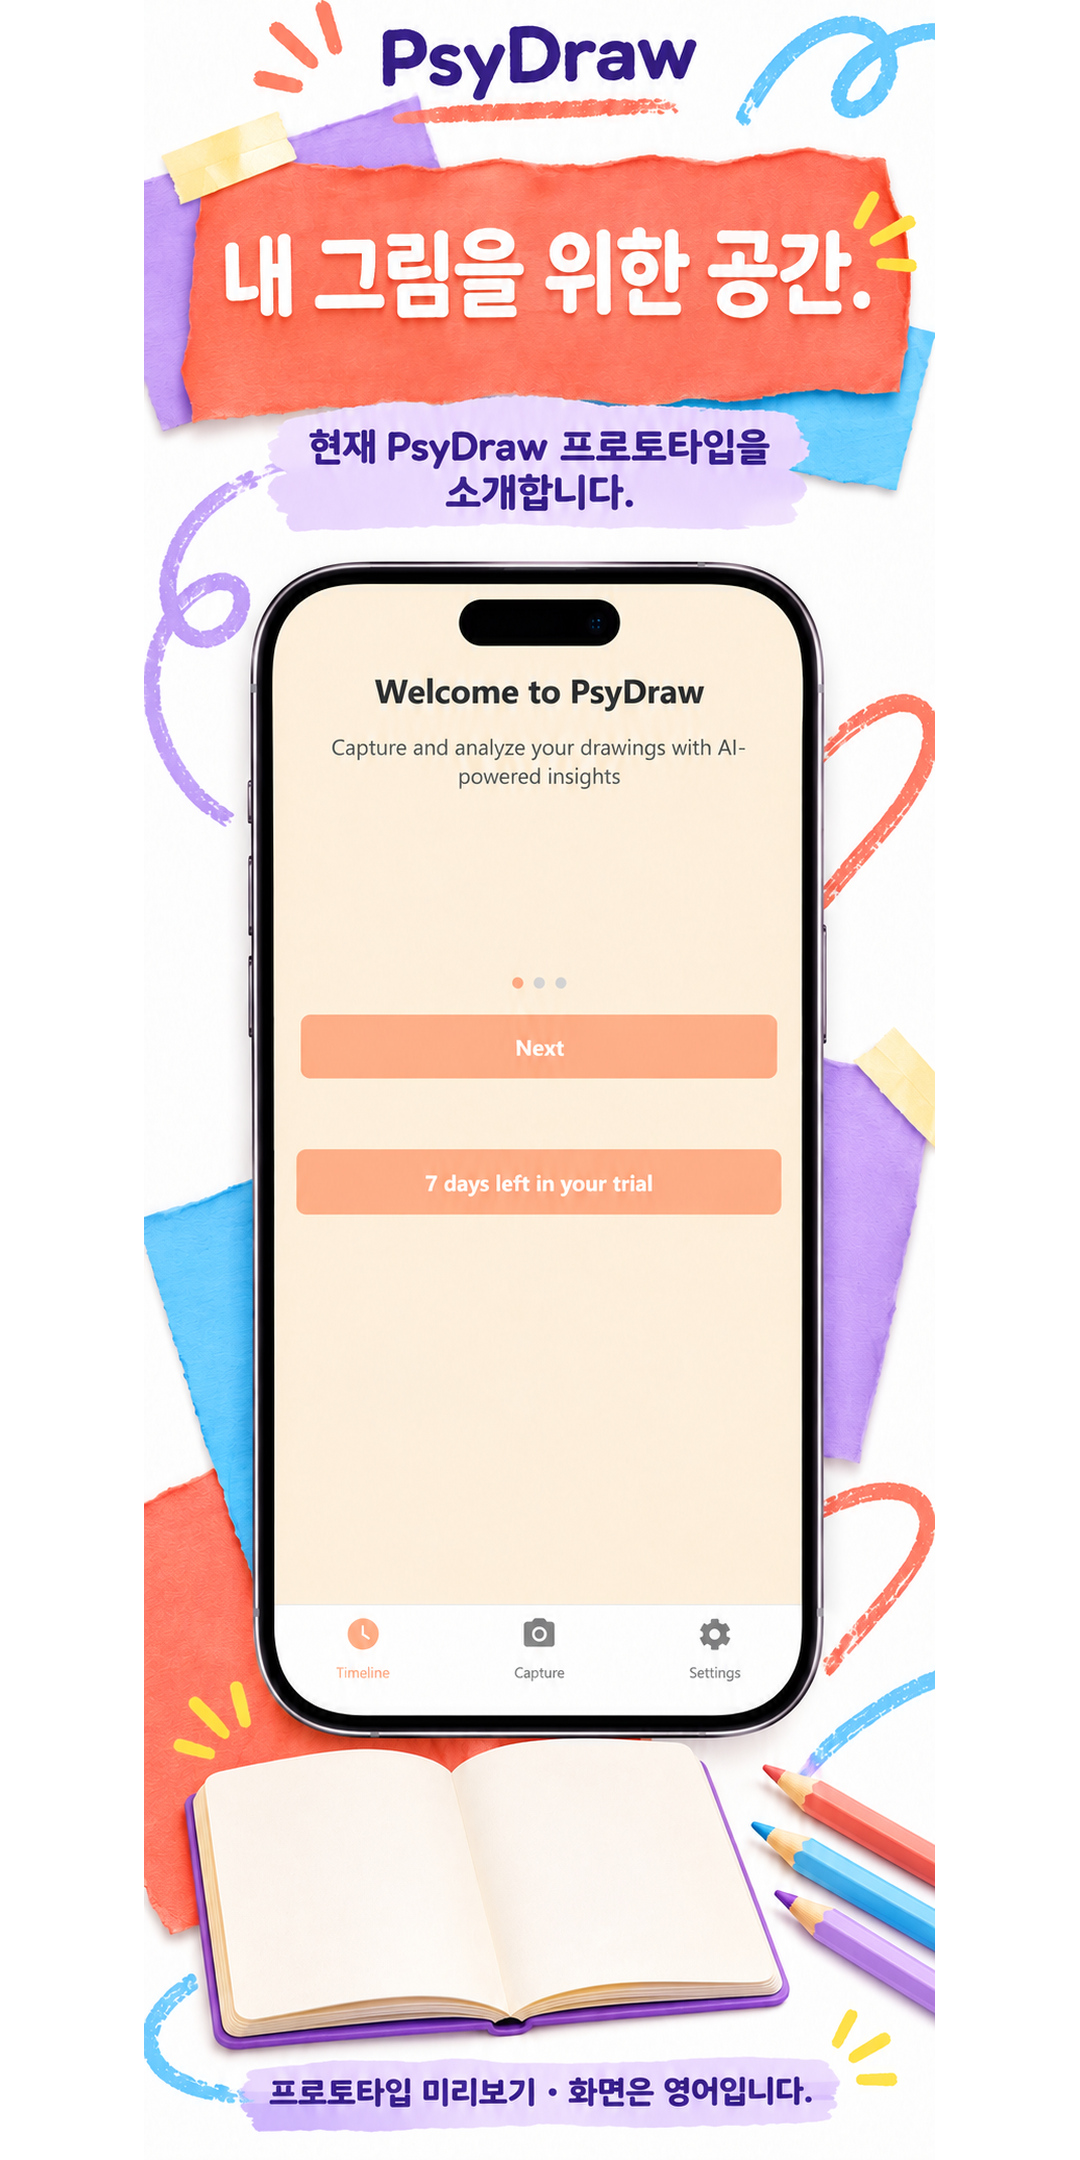 PsyDraw
내 그림을 위한 공간.
현재 PsyDraw 프로토타입을
소개합니다.
Welcome to PsyDraw
Capture and analyze your drawings with AI-
powered insights
Next
7 days left in your trial
Timeline
Capture
Settings
프로토타입 미리보기 • 화면은 영어입니다.